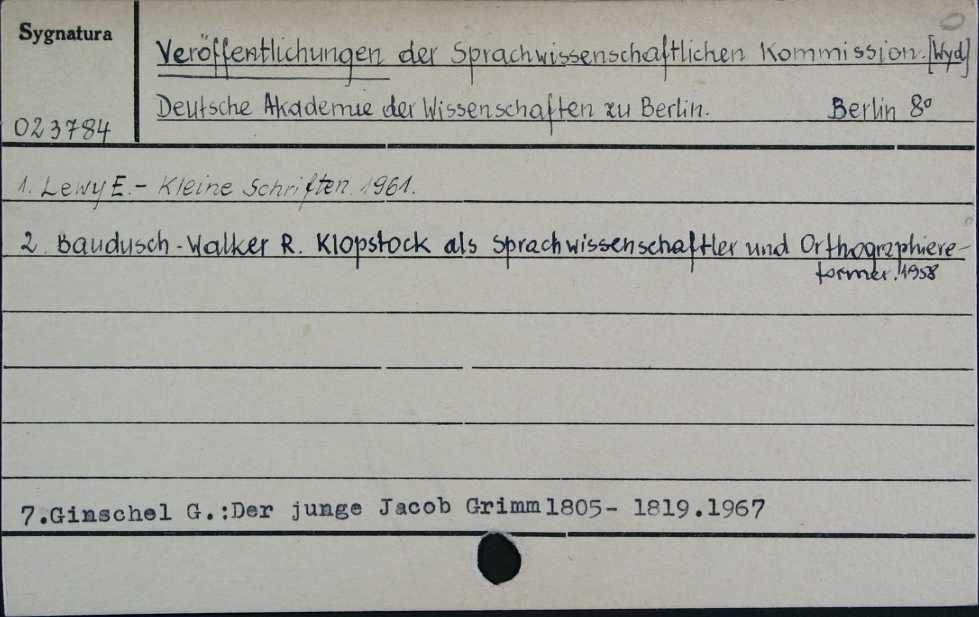 Sygnatura
Veröffentlichungen der Sprachwissenschaftlichen Kommission. [Wyd]
Deutsche Akademie der Wissenschaften zu Berlin. Berlin 8°
023784
1. Lewy E. - Kleine Schriften. 1961.
2. Baudusch-Walker R. Klopstock als Sprachwissenschaftler und Orthographiere-
former. 1958
7.Ginschel G.:Der junge Jacob Grimm 1805- 1819.1967